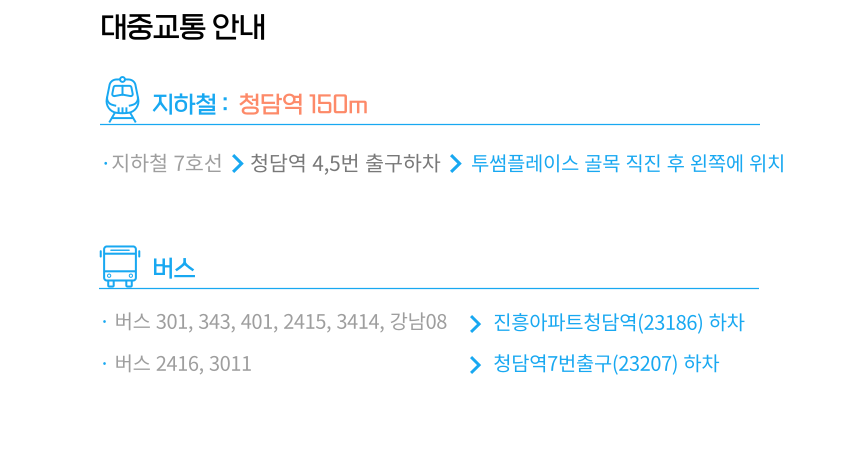 대중교통 안내
지하철 : 청담역 150m
· 지하철 7호선 > 청담역 4,5번 출구하차 > 투썸플레이스 골목 직진 후 왼쪽에 위치
버스
· 버스 301, 343, 401, 2415, 3414, 강남08 > 진흥아파트청담역(23186) 하차
· 버스 2416, 3011 > 청담역7번출구(23207) 하차